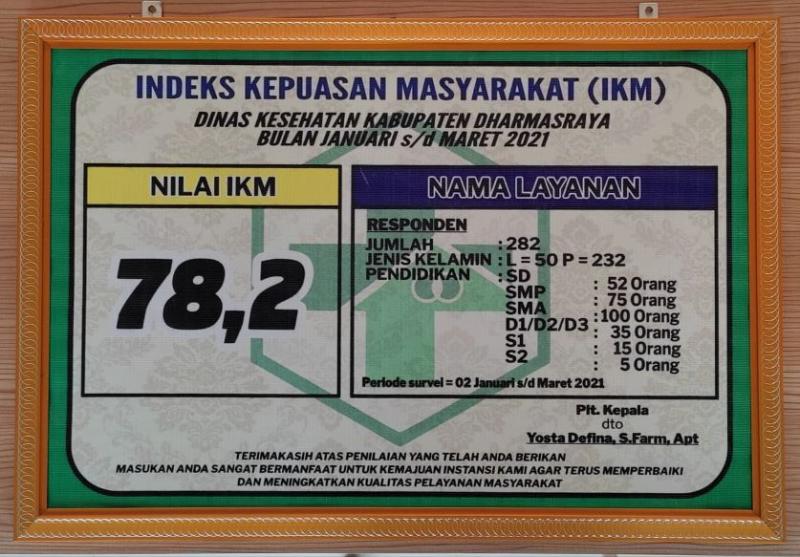 INDEKS KEPUASAN MASYARAKAT (IKM)
DINAS KESEHATAN KABUPATEN DHARMASRAYA
BULAN JANUARI s/d MARET 2021
NILAI IKM
78,2
NAMA LAYANAN
RESPONDEN
JUMLAH : 282
JENIS KELAMIN : L = 50 P = 232
PENDIDIKAN : SD : 52 Orang
SMP : 75 Orang
SMA : 100 Orang
D1/D2/D3 : 35 Orang
S1 : 15 Orang
S2 : 5 Orang
Periode survei = 02 Januari s/d Maret 2021
Plt. Kepala
dto
Yosta Defina, S.Farm, Apt
TERIMAKASIH ATAS PENILAIAN YANG TELAH ANDA BERIKAN
MASUKAN ANDA SANGAT BERMANFAAT UNTUK KEMAJUAN INSTANSI KAMI AGAR TERUS MEMPERBAIKI
DAN MENINGKATKAN KUALITAS PELAYANAN MASYARAKAT